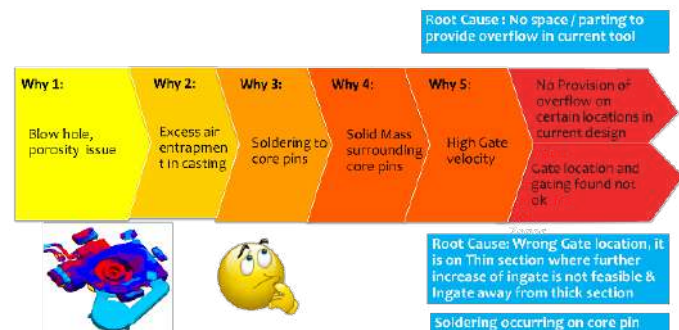 Root Cause : No space / parting to
provide overflow in current tool
Why 1:
Blow hole,
porosity issue
Why 2:
Excess air
entrapmen
t in casting
Why 3:
Soldering to
core pins
Why 4:
Solid Mass
surrounding
core pins
Why 5:
High Gate
velocity
No Provision of
overflow on
certain locations in
current design
Gate location and
gating found not
ok
Root Cause: Wrong Gate location, it
is on Thin section where further
increase of ingate is not feasible &
Ingate away from thick section
Soldering occurring on core pin